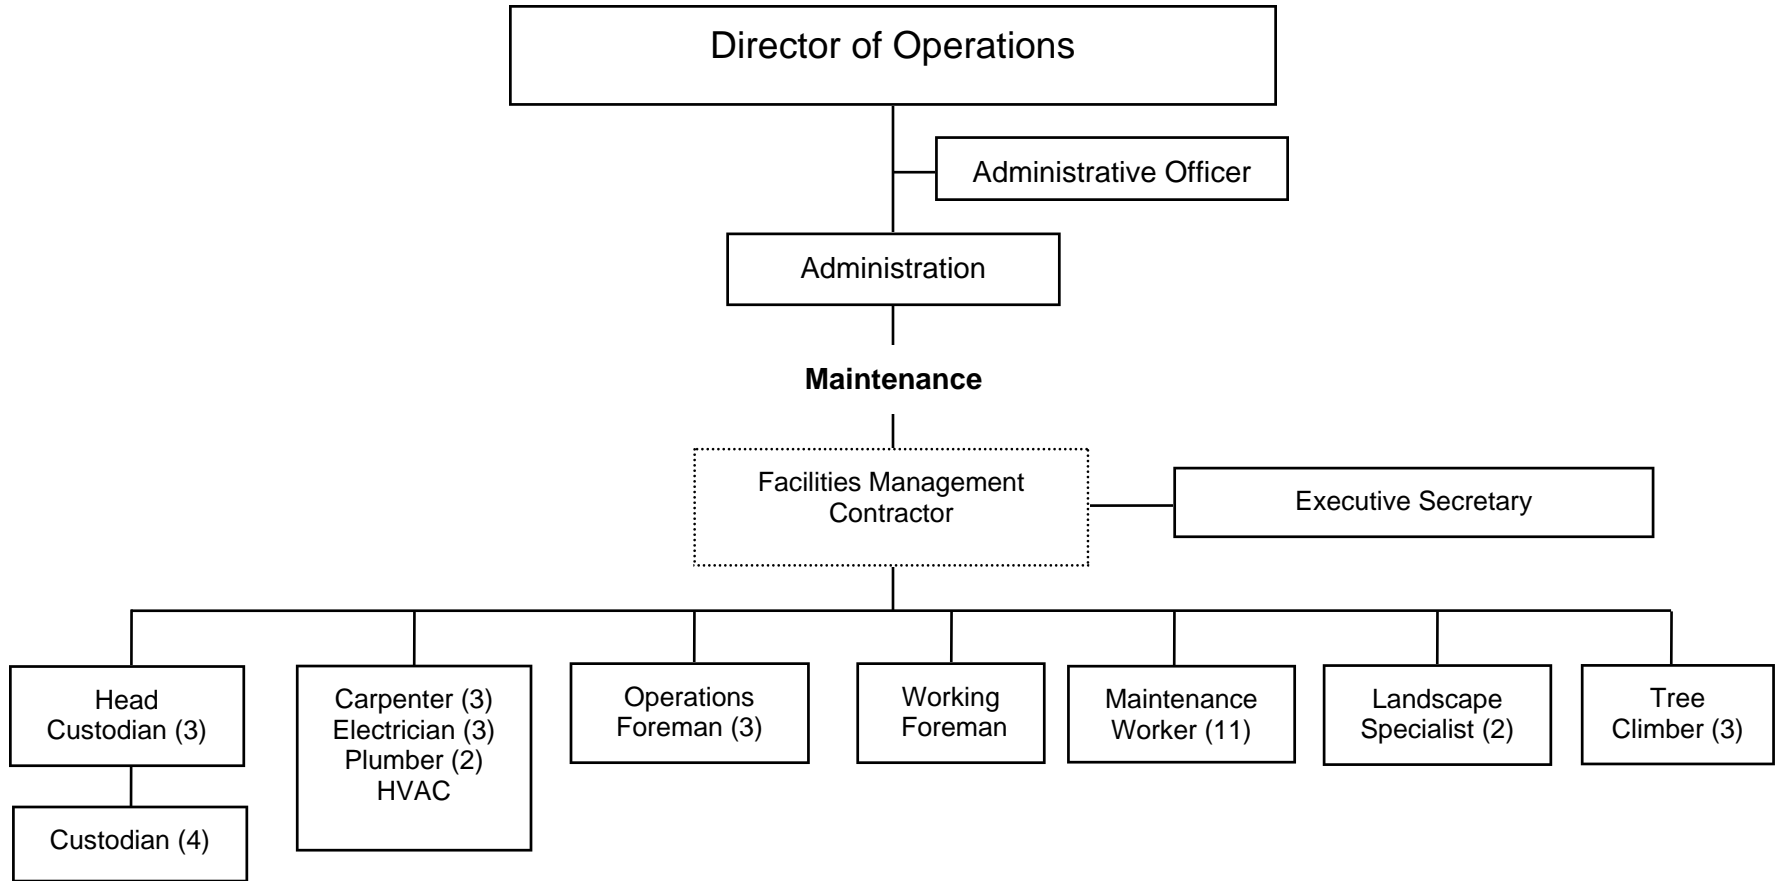 Director of Operations
Administrative Officer
Administration
Maintenance
Facilities Management
Contractor
Executive Secretary
Head
Custodian (3)
Carpenter (3)
Electrician (3)
Plumber (2)
HVAC
Operations
Foreman (3)
Working
Foreman
Maintenance
Worker (11)
Landscape
Specialist (2)
Tree
Climber (3)
Custodian (4)